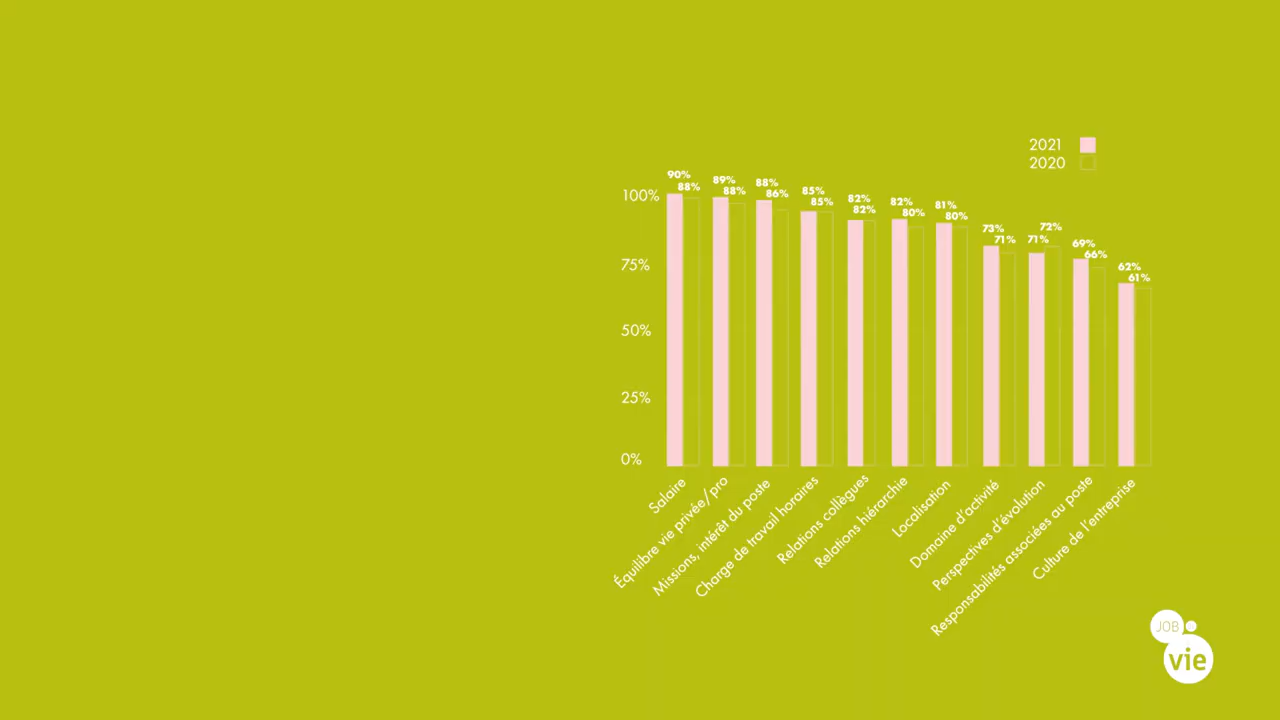 2021
2020
90%
88%
89%
88%
88%
86%
85%
85%
82%
82%
82%
80%
81%
80%
73%
71%
71%
72%
69%
66%
62%
61%
100%
75%
50%
25%
0%
Salaire
Équilibre vie privée/pro
Missions, intérêt du poste
Charge de travail horaires
Relations collègues
Relations hiérarchie
Localisation
Domaine d'activité
Perspectives d'évolution
Responsabilités associées au poste
Culture de l'entreprise
JOB
vie